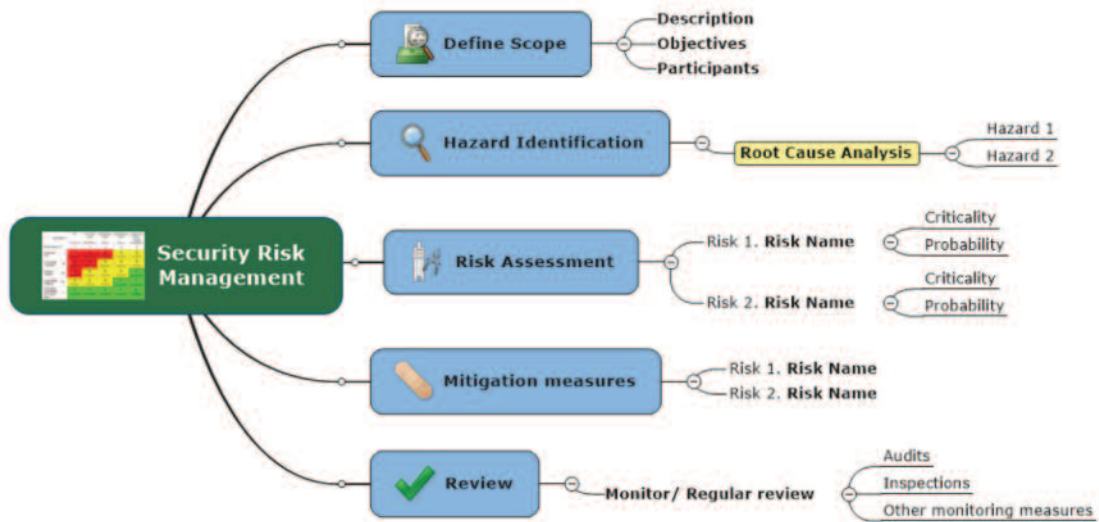 Security Risk
Management
Define Scope
Description
Objectives
Participants
Hazard Identification
Root Cause Analysis
Hazard 1
Hazard 2
Risk Assessment
Risk 1. Risk Name
Criticality
Probability
Risk 2. Risk Name
Criticality
Probability
Mitigation measures
Risk 1. Risk Name
Risk 2. Risk Name
Review
Monitor/ Regular review
Audits
Inspections
Other monitoring measures